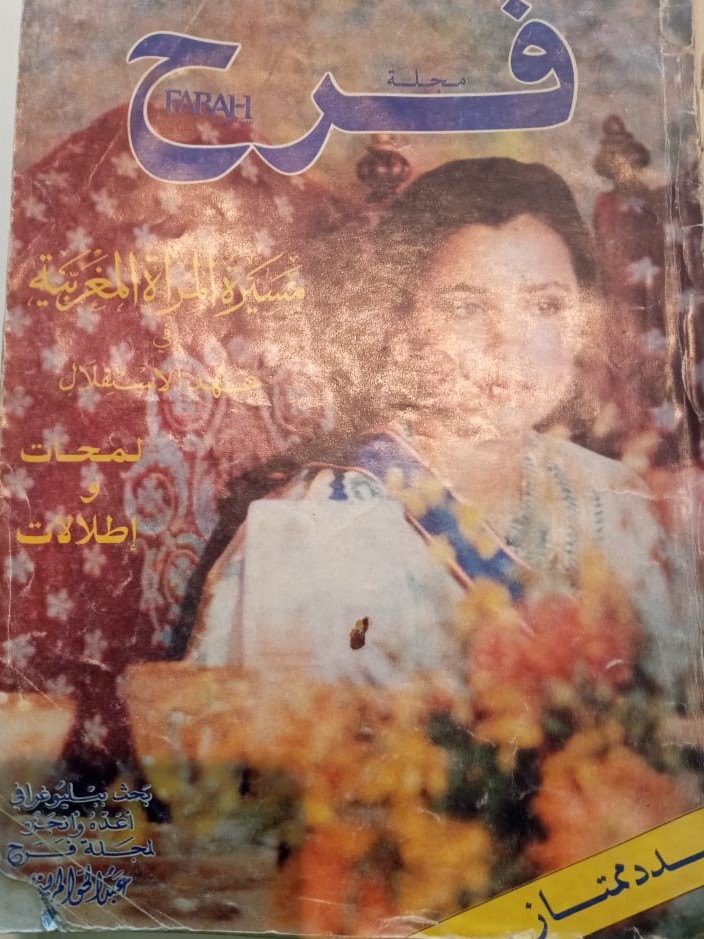 مجلة
فرح
FARAH
مسيرة المرأة المغربية
في
عهد الاستقلال
لمحات
و
إطلالات
بحث ببليوغرافي
أعده وأنجزه
لمجلة فرح
عدد ممتاز